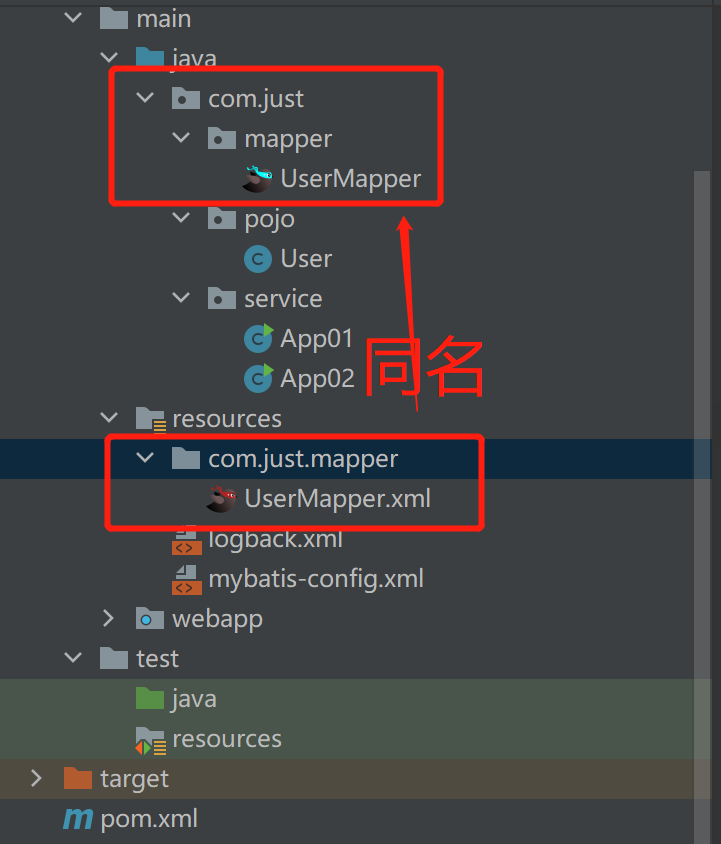 main
java
com.just
mapper
UserMapper
pojo
User
service
App01
App02
同名
resources
com.just.mapper
UserMapper.xml
logback.xml
mybatis-config.xml
webapp
test
java
resources
target
pom.xml